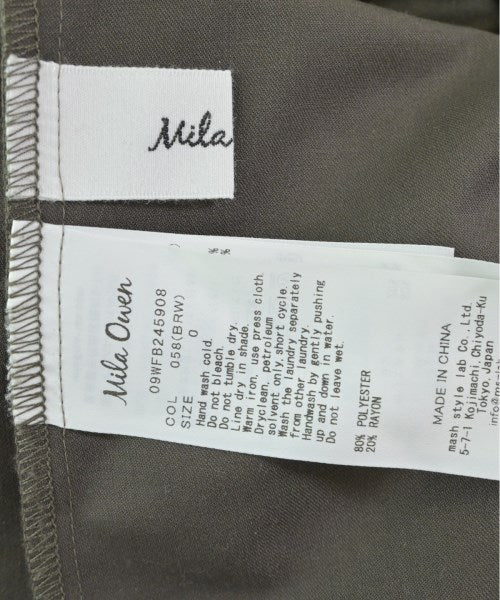 Mila
Mila Owen
09WFB245908
COL 058(BRW)
SIZE 0
Hand wash cold.
Do not bleach.
Do not tumble dry.
Line dry in shade.
Warm iron, use press cloth.
Dryclean, petroleum
solvent only, short cycle.
Wash the laundry separately
from other laundry.
Handwash by gently pushing
up and down in water.
Do not leave wet.
80% POLYESTER
20% RAYON
MADE IN CHINA
mash style lab Co., Ltd.
5-7-1 Kojimachi, Chiyoda-Ku
Tokyo, Japan